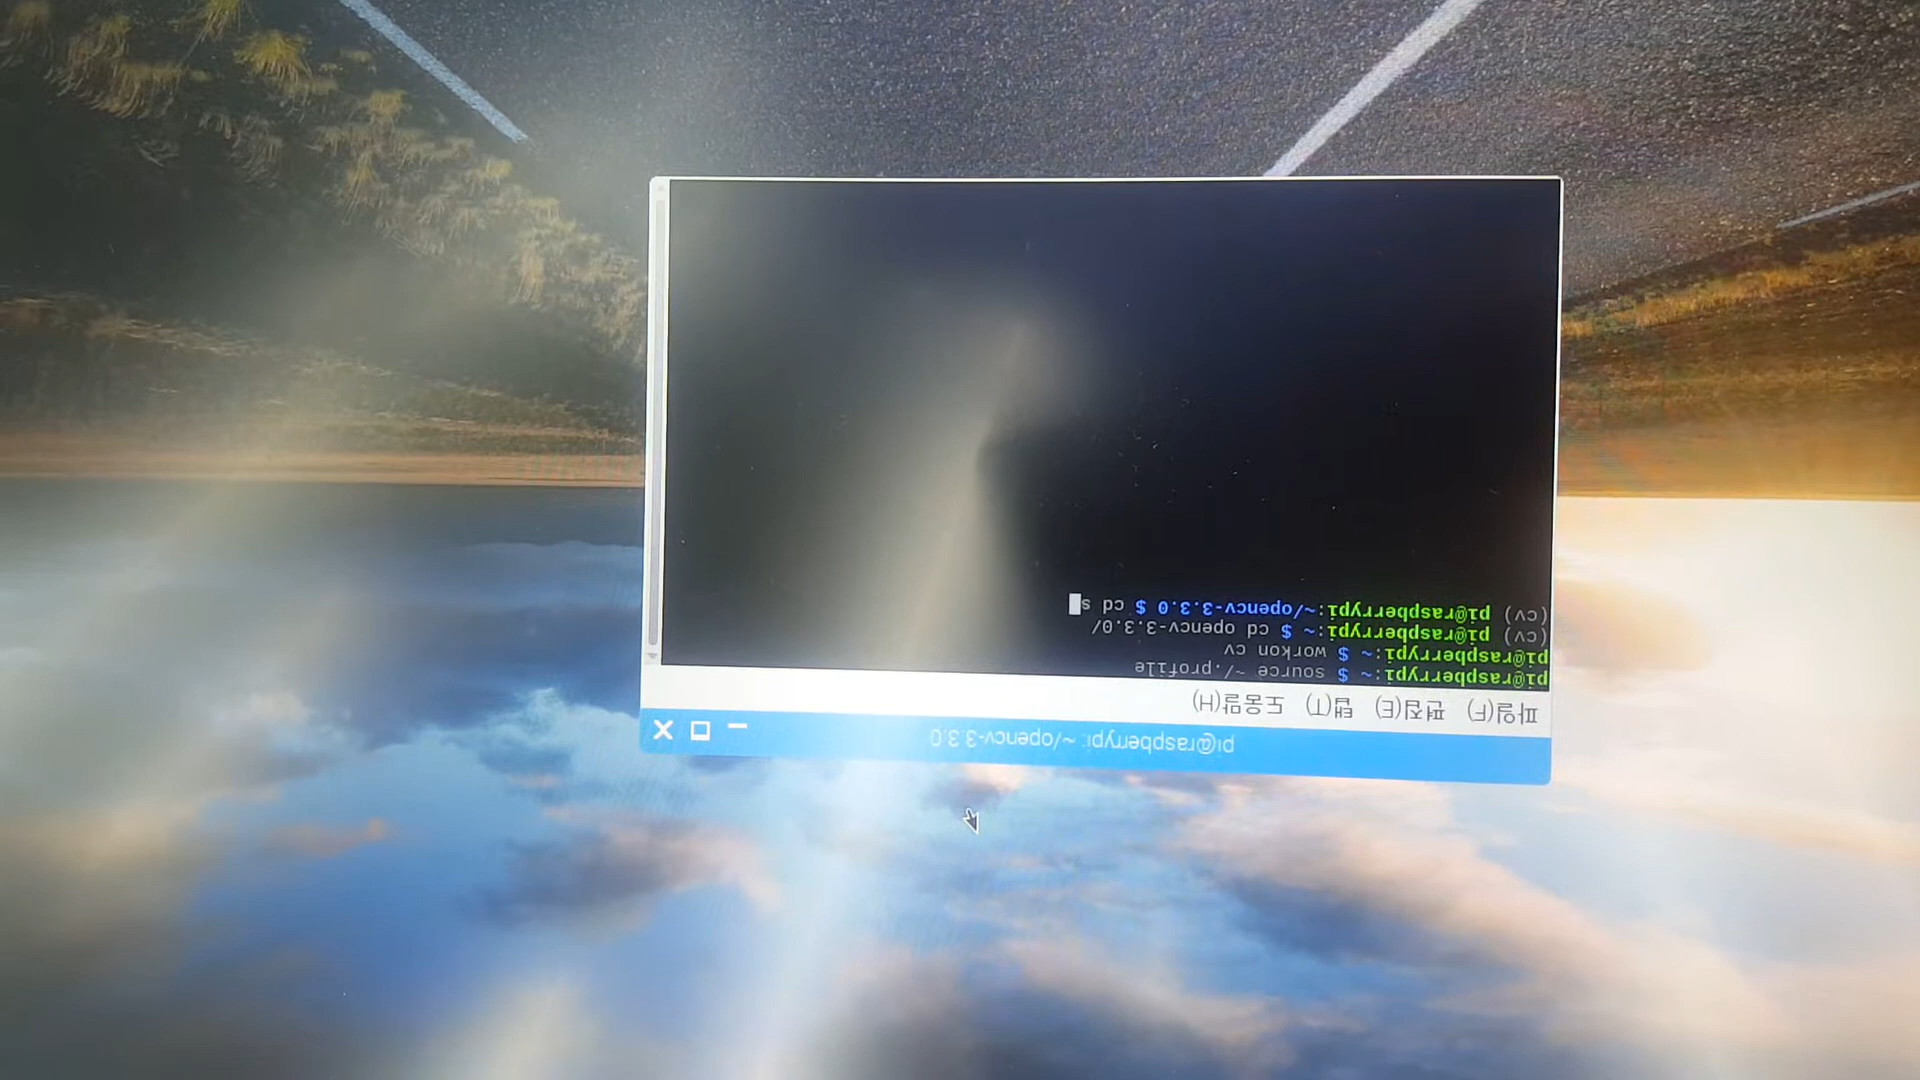 pi@raspberrypi: ~/opencv-3.3.0
파일(F) 편집(E) 탭(T) 도움말(H)
pi@raspberrypi:~ $ source ~/.profile
pi@raspberrypi:~ $ workon cv
(cv) pi@raspberrypi:~ $ cd opencv-3.3.0/
(cv) pi@raspberrypi:~/opencv-3.3.0 $ cd s